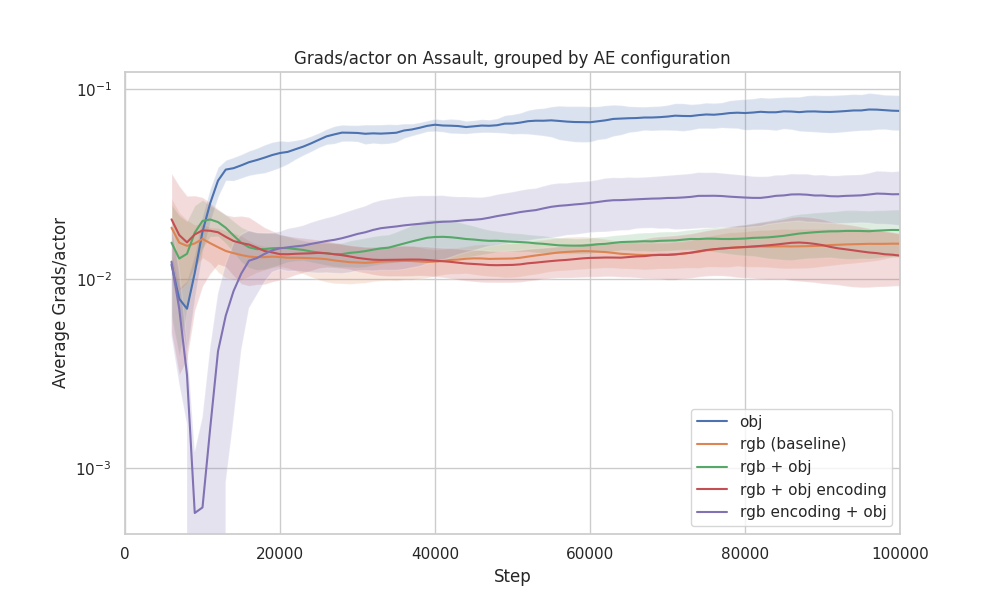 Grads/actor on Assault, grouped by AE configuration
Average Grads/actor
10⁻¹
10⁻²
10⁻³
obj
rgb (baseline)
rgb + obj
rgb + obj encoding
rgb encoding + obj
0 20000 40000 60000 80000 100000
Step